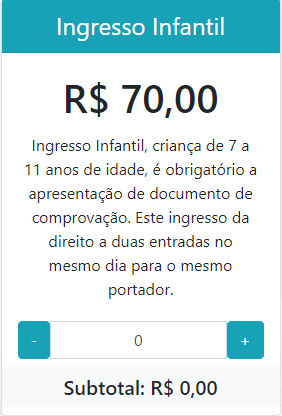 Ingresso Infantil
R$ 70,00
Ingresso Infantil, criança de 7 a
11 anos de idade, é obrigatório a
apresentação de documento de
comprovação. Este ingresso da
direito a duas entradas no
mesmo dia para o mesmo
portador.
- 0 +
Subtotal: R$ 0,00